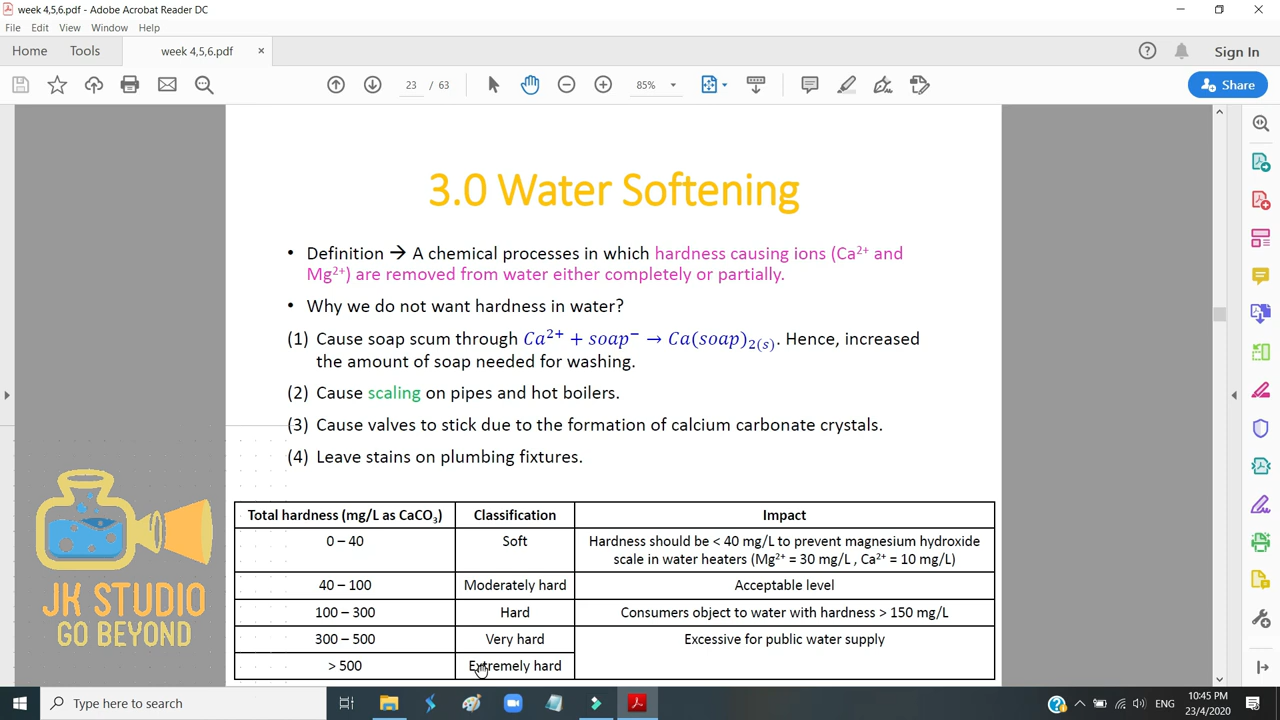 week 4,5,6.pdf - Adobe Acrobat Reader DC
File Edit View Window Help
Home Tools week 4,5,6.pdf × Sign In
23 / 63 85% Share
3.0 Water Softening
• Definition → A chemical processes in which hardness causing ions (Ca²⁺ and
Mg²⁺) are removed from water either completely or partially.
• Why we do not want hardness in water?
(1) Cause soap scum through Ca²⁺ + soap⁻ → Ca(soap)₂₍ₛ₎. Hence, increased
the amount of soap needed for washing.
(2) Cause scaling on pipes and hot boilers.
(3) Cause valves to stick due to the formation of calcium carbonate crystals.
(4) Leave stains on plumbing fixtures.
Total hardness (mg/L as CaCO₃) Classification Impact
0 – 40 Soft Hardness should be < 40 mg/L to prevent magnesium hydroxide
scale in water heaters (Mg²⁺ = 30 mg/L , Ca²⁺ = 10 mg/L)
40 – 100 Moderately hard Acceptable level
100 – 300 Hard Consumers object to water with hardness > 150 mg/L
300 – 500 Very hard Excessive for public water supply
> 500 Extremely hard
JK STUDIO
GO BEYOND
Type here to search
ENG
10:45 PM
23/4/2020